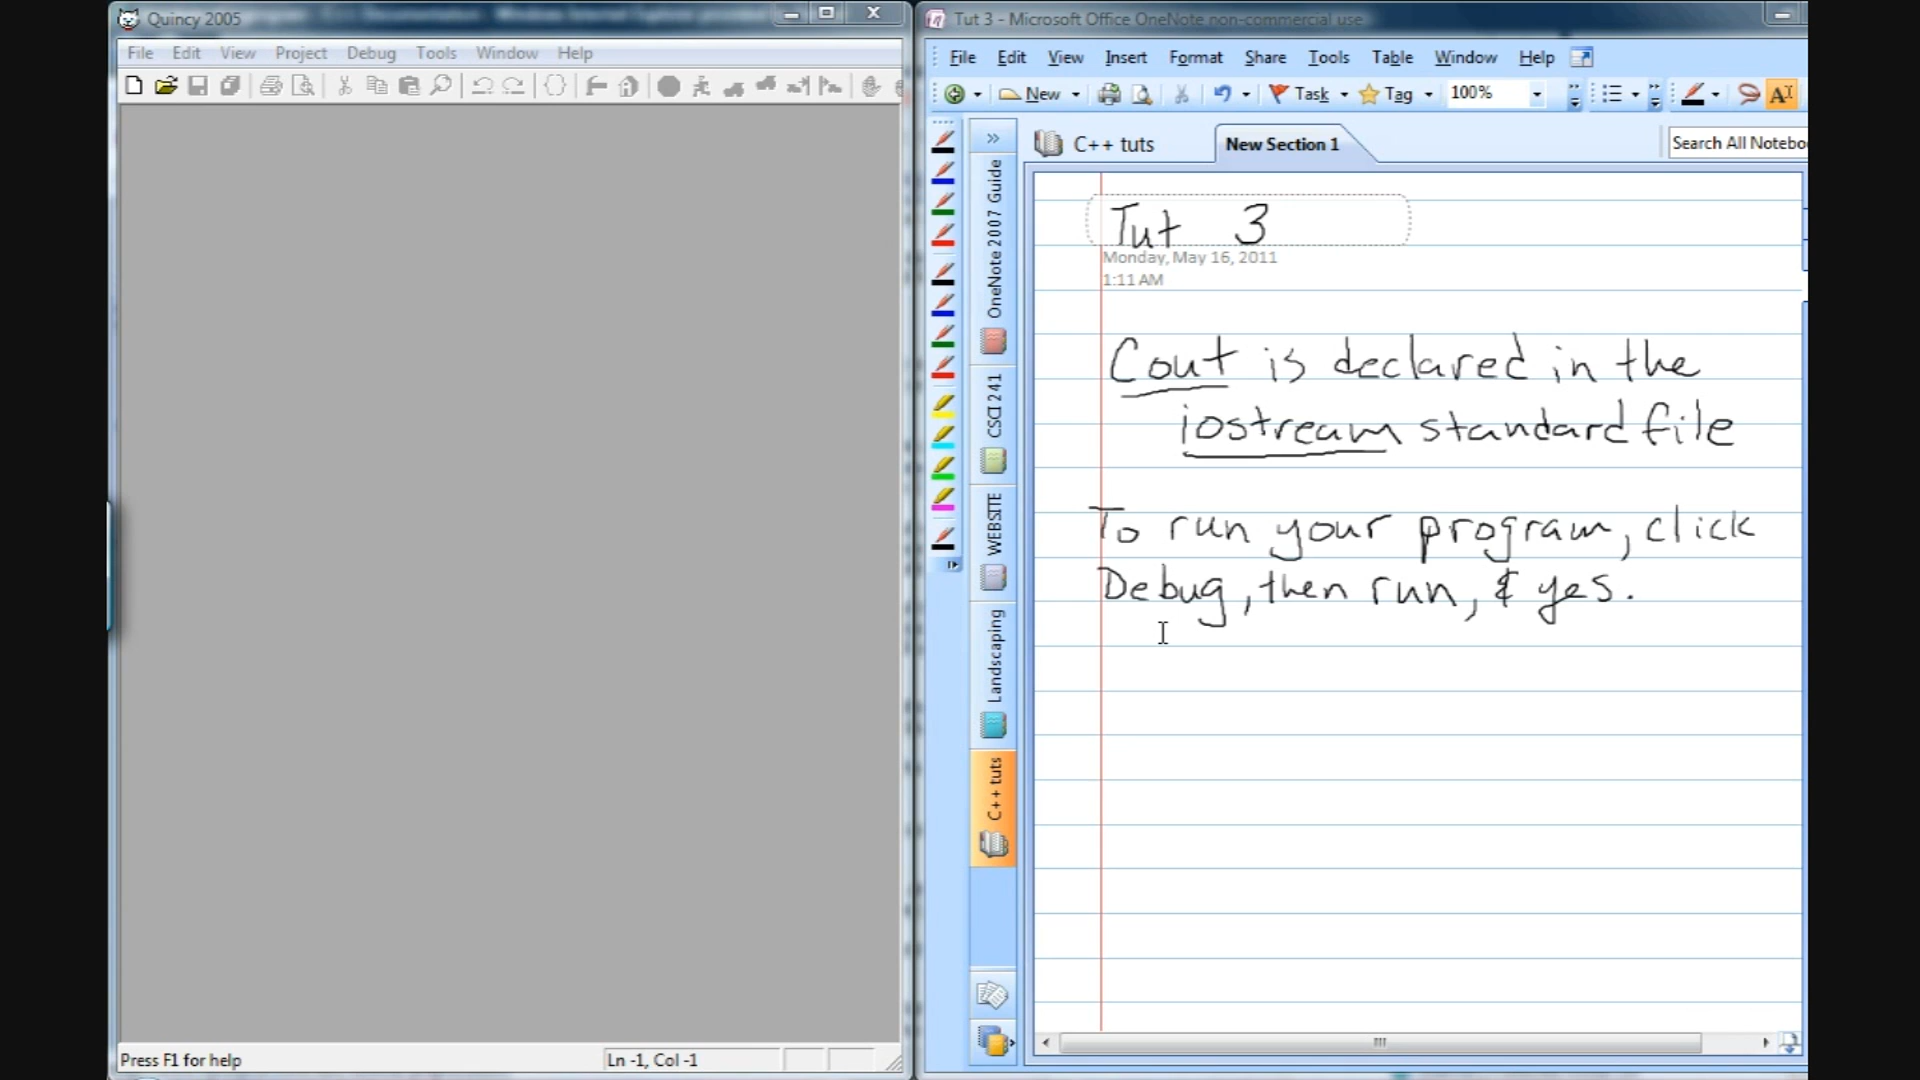 Quincy 2005
File Edit View Project Debug Tools Window Help
Press F1 for help
Ln -1, Col -1
Tut 3 - Microsoft Office OneNote non-commercial use
File Edit View Insert Format Share Tools Table Window Help
New Task Tag 100%
OneNote 2007 Guide
CSCI 241
WEBSITE
Landscaping
C++ tuts
C++ tuts New Section 1 Search All Notebo
Tut 3
Monday, May 16, 2011
1:11 AM
Cout is declared in the
iostream standard file
To run your program, click
Debug, then run, & yes.